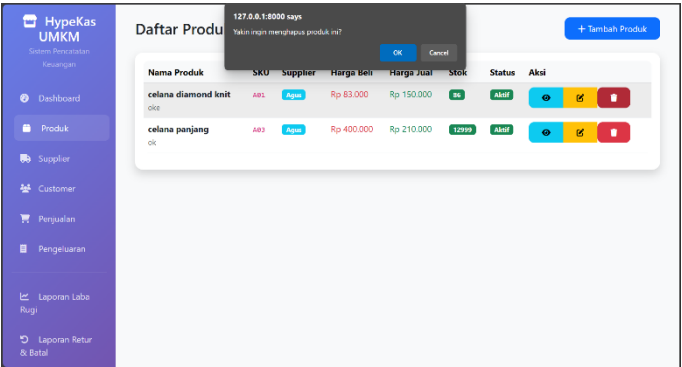 HypeKas
UMKM
Sistem Pencatatan
Keuangan
Dashboard
Produk
Supplier
Customer
Penjualan
Pengeluaran
Laporan Laba
Rugi
Laporan Retur
& Batal
Daftar Produ
127.0.0.1:8000 says
Yakin ingin menghapus produk ini?
OK Cancel
+ Tambah Produk
Nama Produk SKU Supplier Harga Beli Harga Jual Stok Status Aksi
celana diamond knit A01 Agus Rp 83.000 Rp 150.000 86 Aktif
oke
celana panjang A03 Agus Rp 400.000 Rp 210.000 12999 Aktif
ok